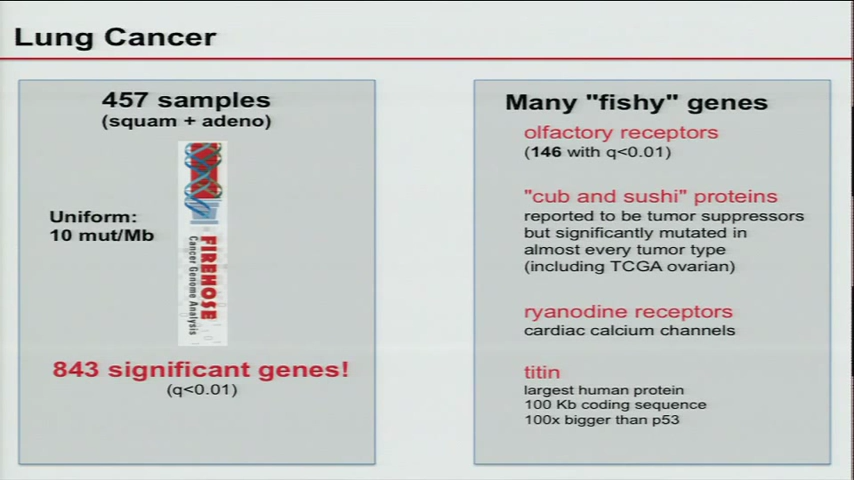 Lung Cancer
457 samples
(squam + adeno)
Uniform:
10 mut/Mb
FIREHOSE
Cancer Genome Analysis
843 significant genes!
(q<0.01)
Many "fishy" genes
olfactory receptors
(146 with q<0.01)
"cub and sushi" proteins
reported to be tumor suppressors
but significantly mutated in
almost every tumor type
(including TCGA ovarian)
ryanodine receptors
cardiac calcium channels
titin
largest human protein
100 Kb coding sequence
100x bigger than p53